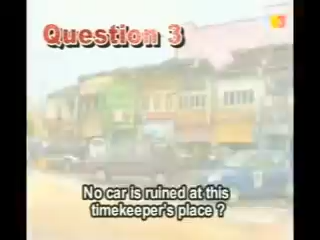 Question 3
No car is ruined at this
timekeeper's place ?